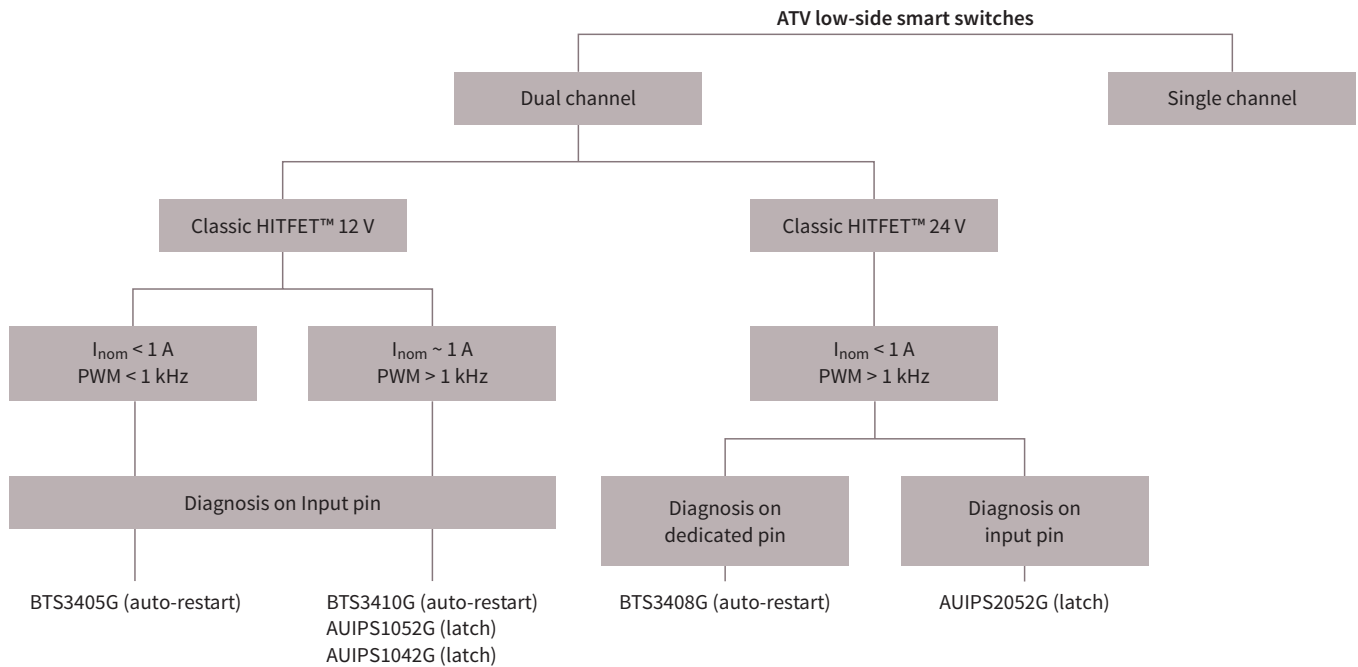 ATV low-side smart switches
Dual channel
Single channel
Classic HITFET™ 12 V
Classic HITFET™ 24 V
Inom < 1 A
PWM < 1 kHz
Inom ~ 1 A
PWM > 1 kHz
Inom < 1 A
PWM > 1 kHz
Diagnosis on Input pin
Diagnosis on
dedicated pin
Diagnosis on
input pin
BTS3405G (auto-restart)
BTS3410G (auto-restart)
AUIPS1052G (latch)
AUIPS1042G (latch)
BTS3408G (auto-restart)
AUIPS2052G (latch)